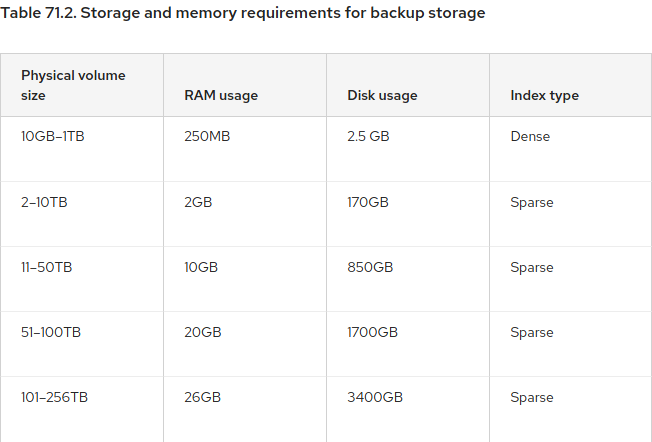 Table 71.2. Storage and memory requirements for backup storage
Physical volume
size
RAM usage
Disk usage
Index type
10GB–1TB
250MB
2.5 GB
Dense
2–10TB
2GB
170GB
Sparse
11–50TB
10GB
850GB
Sparse
51–100TB
20GB
1700GB
Sparse
101–256TB
26GB
3400GB
Sparse